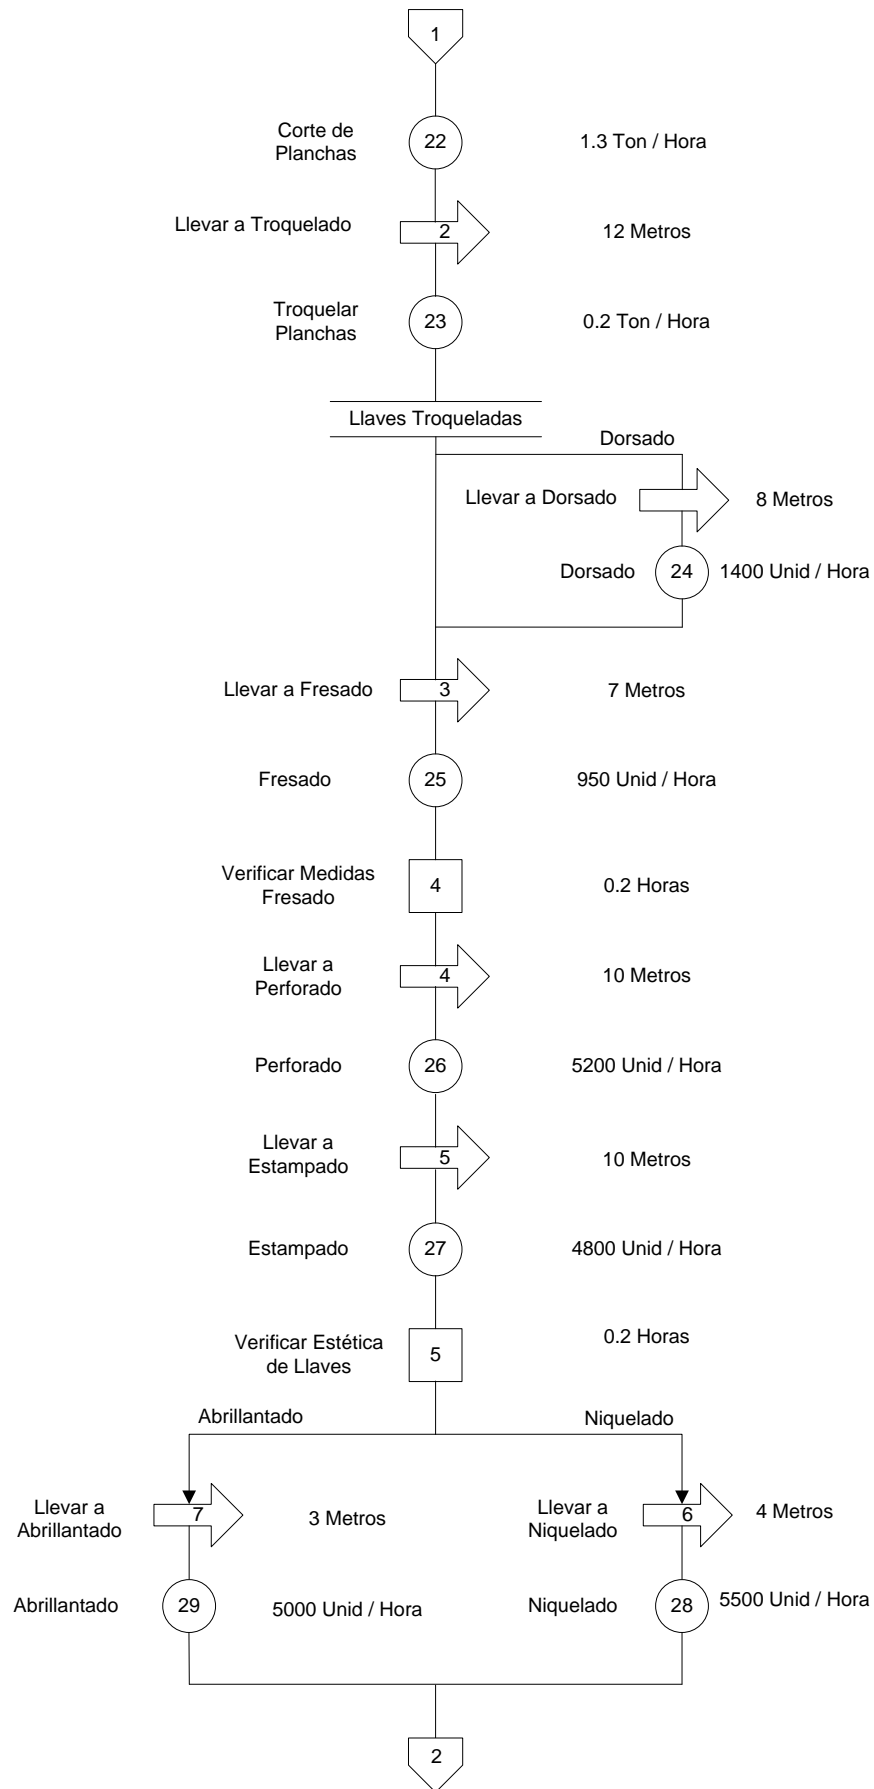 1
Corte de
Planchas
22
1.3 Ton / Hora
Llevar a Troquelado
2
12 Metros
Troquelar
Planchas
23
0.2 Ton / Hora
Llaves Troqueladas
Dorsado
Llevar a Dorsado
8 Metros
Dorsado
24
1400 Unid / Hora
Llevar a Fresado
3
7 Metros
Fresado
25
950 Unid / Hora
Verificar Medidas
Fresado
4
0.2 Horas
Llevar a
Perforado
4
10 Metros
Perforado
26
5200 Unid / Hora
Llevar a
Estampado
5
10 Metros
Estampado
27
4800 Unid / Hora
Verificar Estética
de Llaves
5
0.2 Horas
Abrillantado
Niquelado
Llevar a
Abrillantado
7
3 Metros
Llevar a
Niquelado
6
4 Metros
Abrillantado
29
5000 Unid / Hora
Niquelado
28
5500 Unid / Hora
2